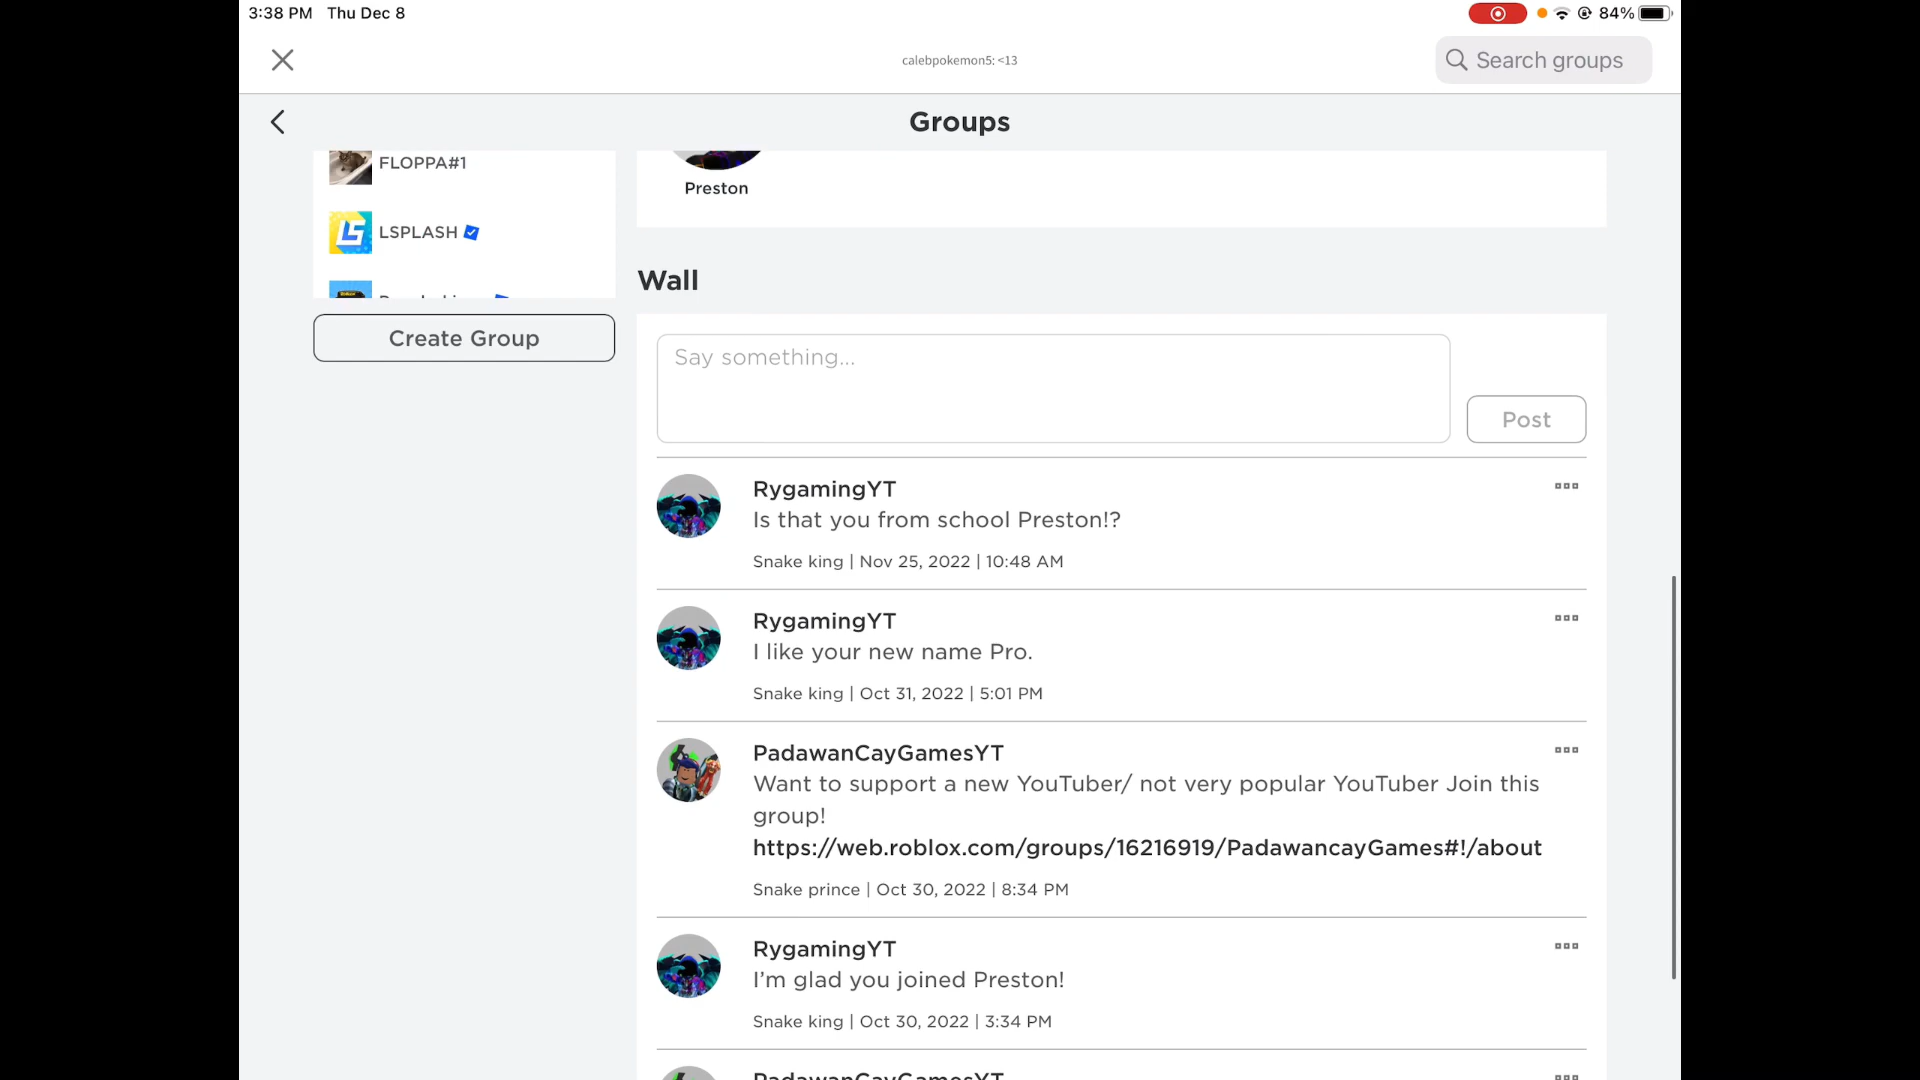 3:38 PM Thu Dec 8
84%
calebpokemon5: <13
Search groups
Groups
FLOPPA#1
Preston
LSPLASH
Wall
Create Group
Say something...
Post
RygamingYT
Is that you from school Preston!?
Snake king | Nov 25, 2022 | 10:48 AM
RygamingYT
I like your new name Pro.
Snake king | Oct 31, 2022 | 5:01 PM
PadawanCayGamesYT
Want to support a new YouTuber/ not very popular YouTuber Join this
group!
https://web.roblox.com/groups/16216919/PadawancayGames#!/about
Snake prince | Oct 30, 2022 | 8:34 PM
RygamingYT
I’m glad you joined Preston!
Snake king | Oct 30, 2022 | 3:34 PM
PadawanCayGamesYT